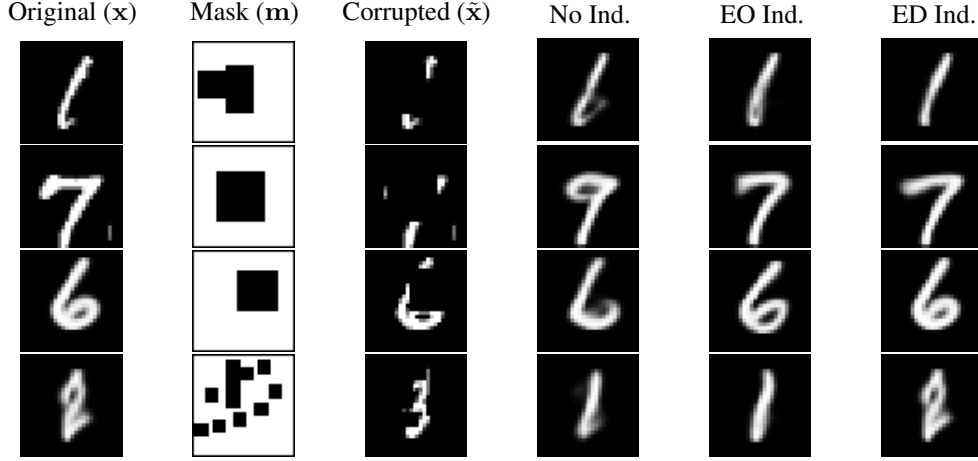 Original (x) Mask (m) Corrupted (x̃) No Ind. EO Ind. ED Ind.